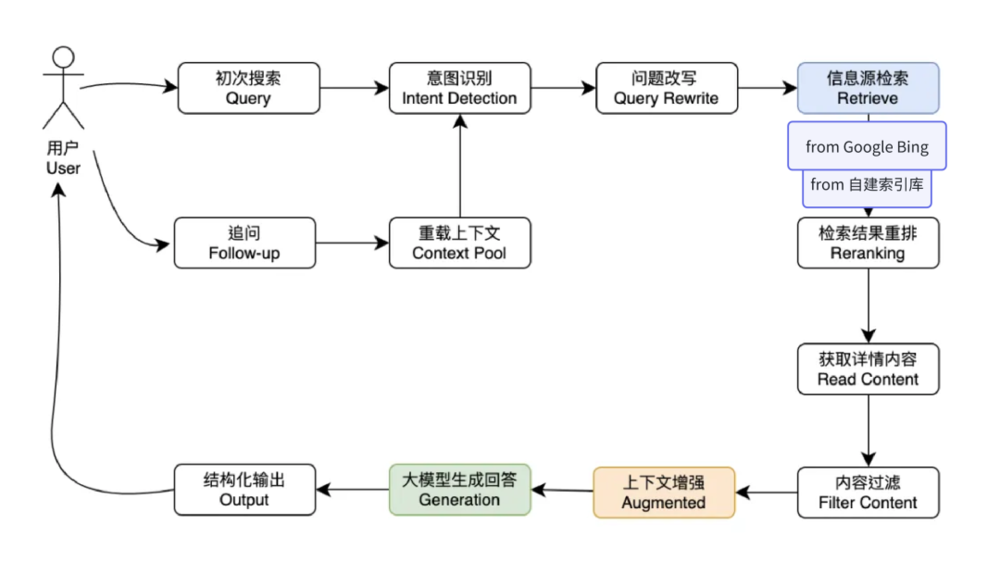 初次搜索
Query
意图识别
Intent Detection
问题改写
Query Rewrite
信息源检索
Retrieve
用户
User
from Google Bing
from 自建索引库
追问
Follow-up
重载上下文
Context Pool
检索结果重排
Reranking
获取详情内容
Read Content
结构化输出
Output
大模型生成回答
Generation
上下文增强
Augmented
内容过滤
Filter Content